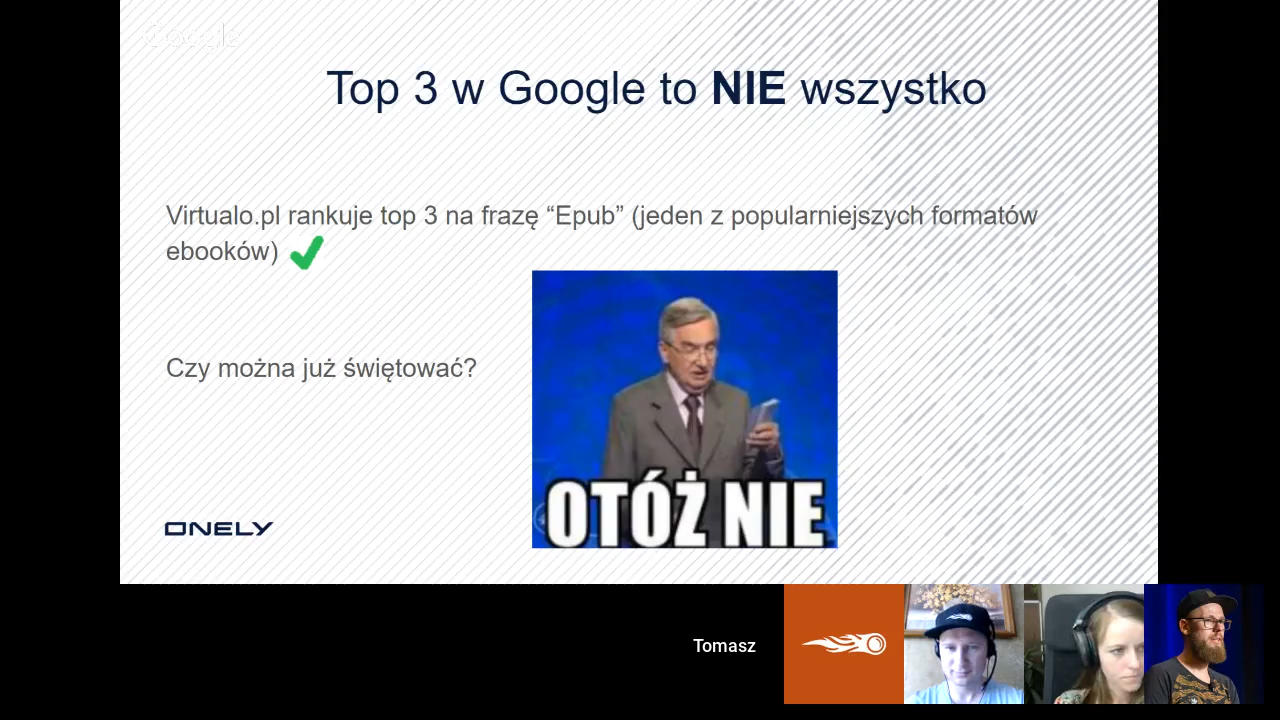 Google
Top 3 w Google to NIE wszystko
Virtualo.pl rankuje top 3 na frazę “Epub” (jeden z popularniejszych formatów
ebooków)
Czy można już świętować?
OTÓŻ NIE
ONELY
Tomasz